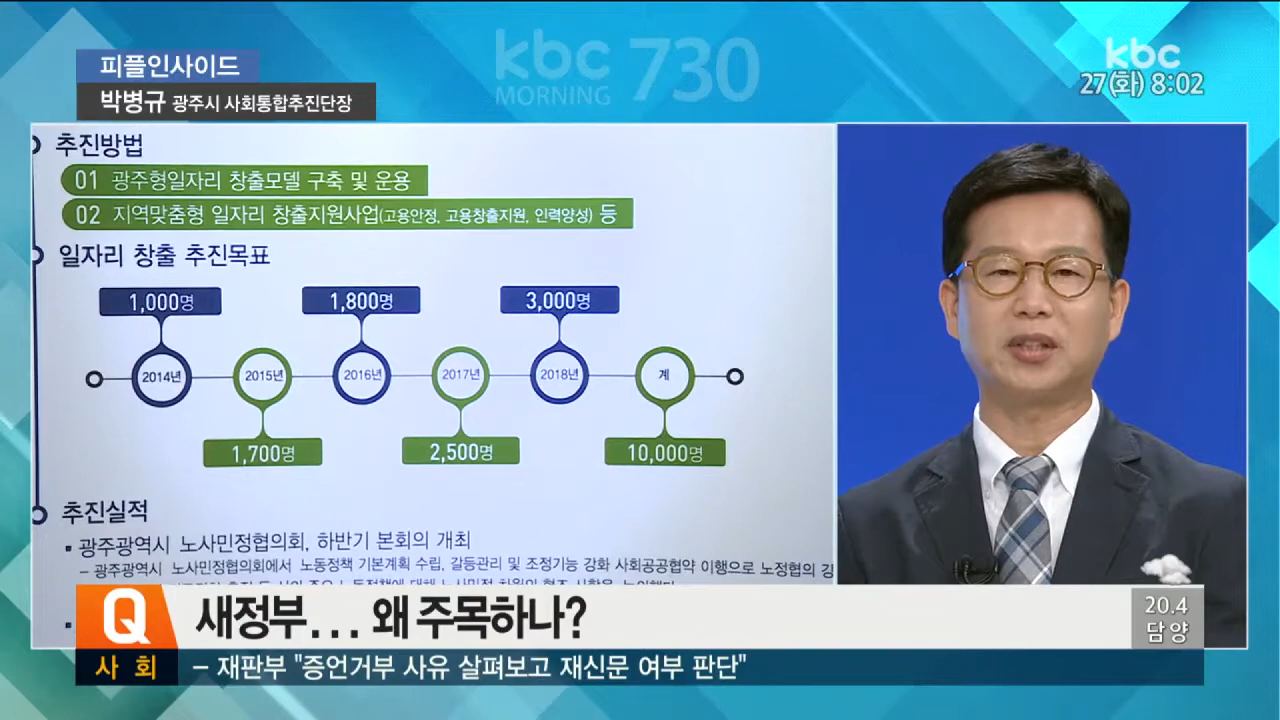 kbc
MORNING 730
kbc
27(화) 8:02
피플인사이드
박병규 광주시 사회통합추진단장
추진방법
01 광주형일자리 창출모델 구축 및 운용
02 지역맞춤형 일자리 창출지원사업(고용안정, 고용창출지원, 인력양성) 등
일자리 창출 추진목표
1,000명 1,800명 3,000명
2014년 2015년 2016년 2017년 2018년 계
1,700명 2,500명 10,000명
추진실적
▪ 광주광역시 노사민정협의회, 하반기 본회의 개최
– 광주광역시 노사민정협의회에서 노동정책 기본계획 수립, 갈등관리 및 조정기능 강화 사회공공협약 이행으로 노정협의 강
Q 새정부... 왜 주목하나?
20.4
담양
사회 – 재판부 "증언거부 사유 살펴보고 재신문 여부 판단"